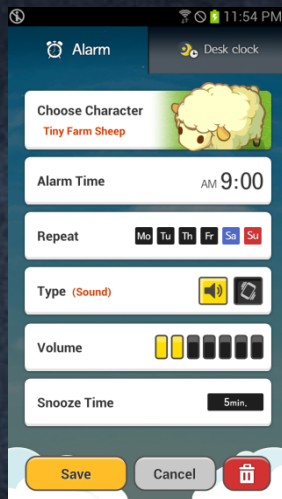 11:54 PM
Alarm
Desk clock
Choose Character
Tiny Farm Sheep
Alarm Time
AM 9:00
Repeat
Mo Tu Th Fr Sa Su
Type (Sound)
Volume
Snooze Time
5min.
Save
Cancel